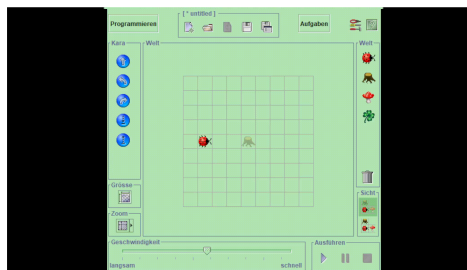 [* untitled ]
Programmieren
Aufgaben
Kara
Welt
Welt
Grösse
Zoom
Sicht
Geschwindigkeit
langsam
schnell
Ausführen